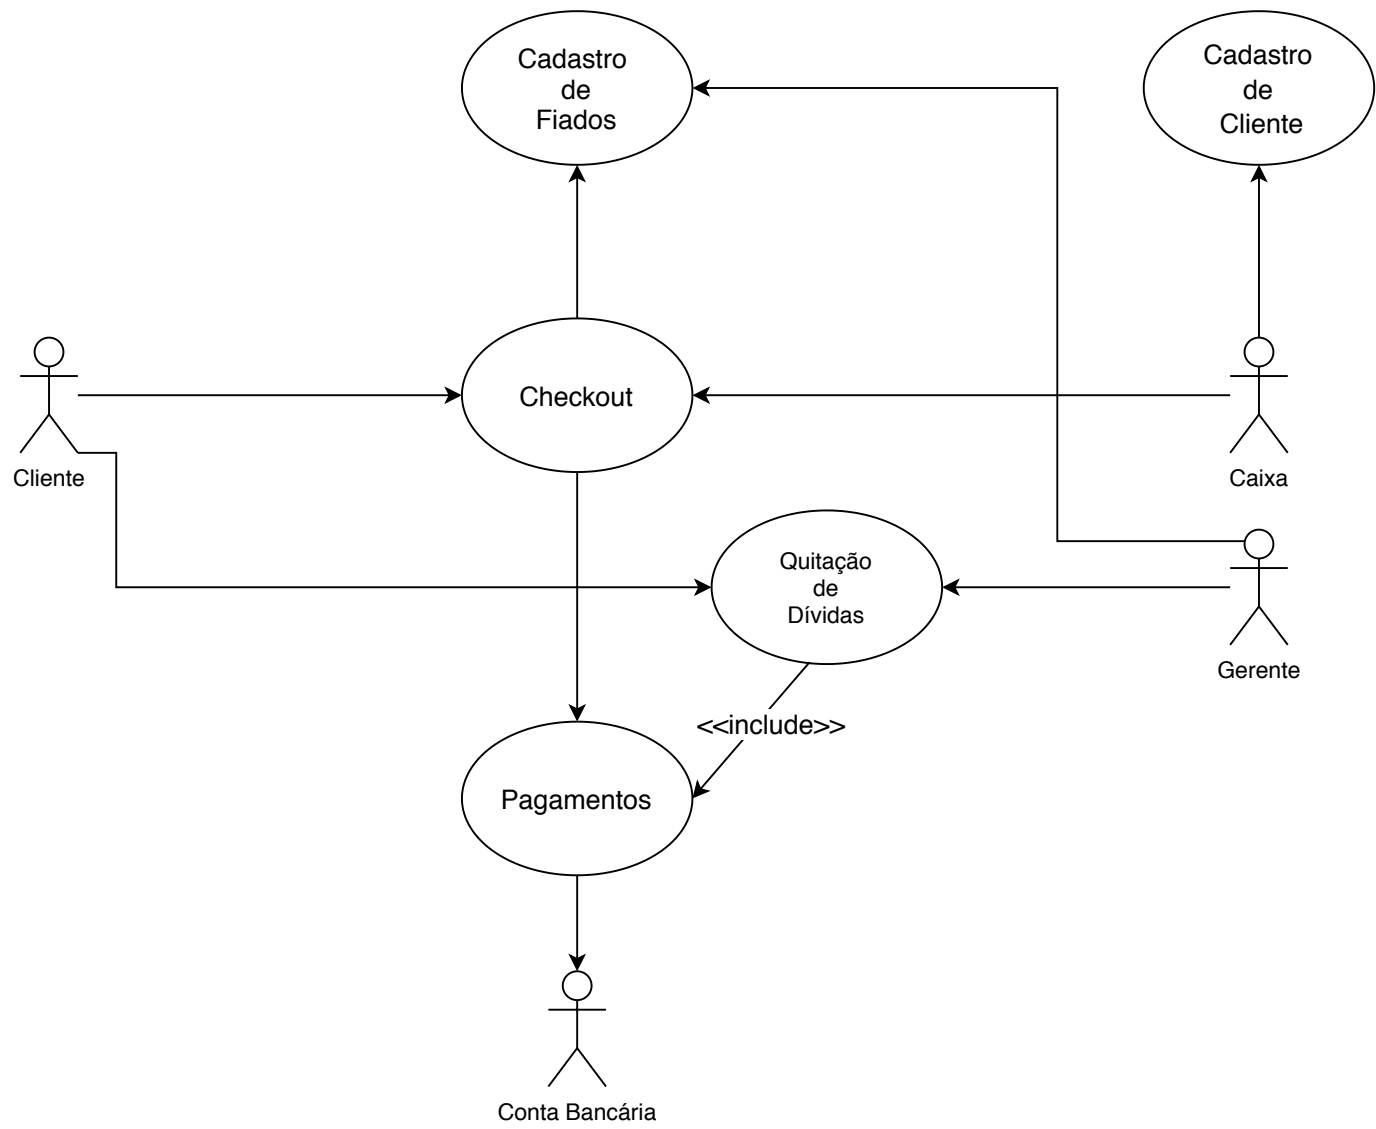 Cadastro
de
Fiados
Cadastro
de
Cliente
Checkout
Cliente
Caixa
Quitação
de
Dívidas
Gerente
<<include>>
Pagamentos
Conta Bancária